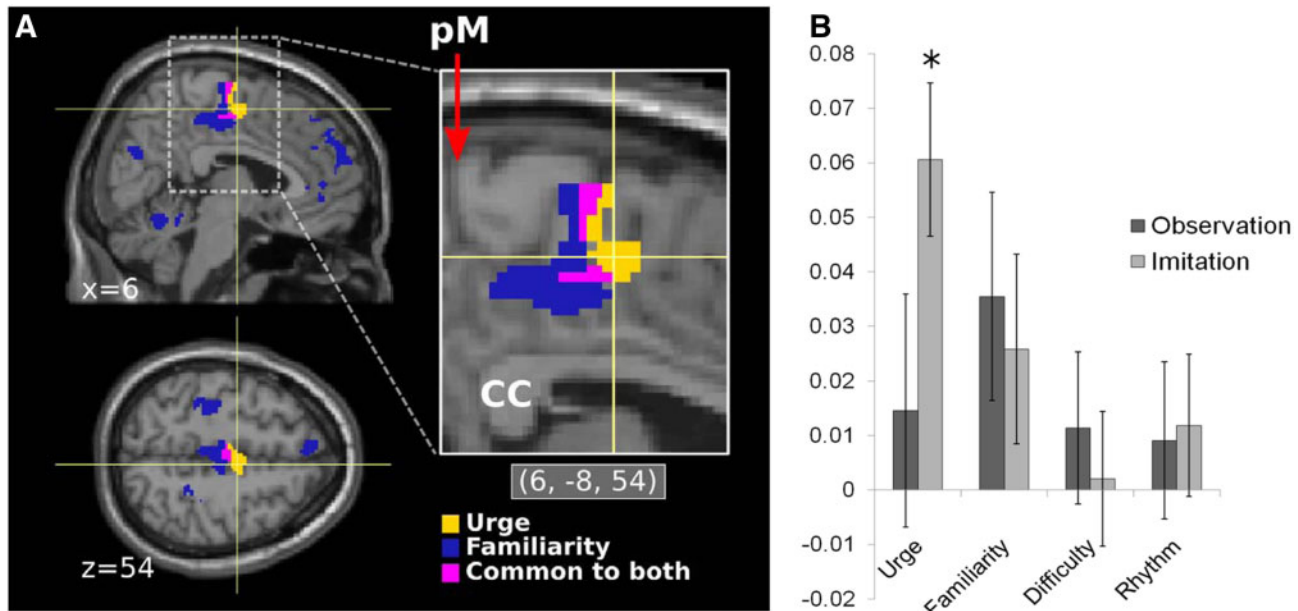 A
pM
x=6
CC
(6, -8, 54)
z=54
Urge
Familiarity
Common to both
B
0.08
0.07
0.06
0.05
0.04
0.03
0.02
0.01
0
-0.01
-0.02
*
Observation
Imitation
Urge
Familiarity
Difficulty
Rhythm